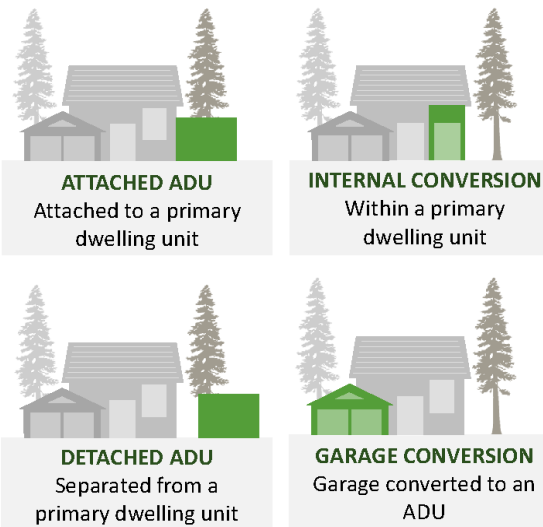 ATTACHED ADU
Attached to a primary
dwelling unit
INTERNAL CONVERSION
Within a primary
dwelling unit
DETACHED ADU
Separated from a
primary dwelling unit
GARAGE CONVERSION
Garage converted to an
ADU